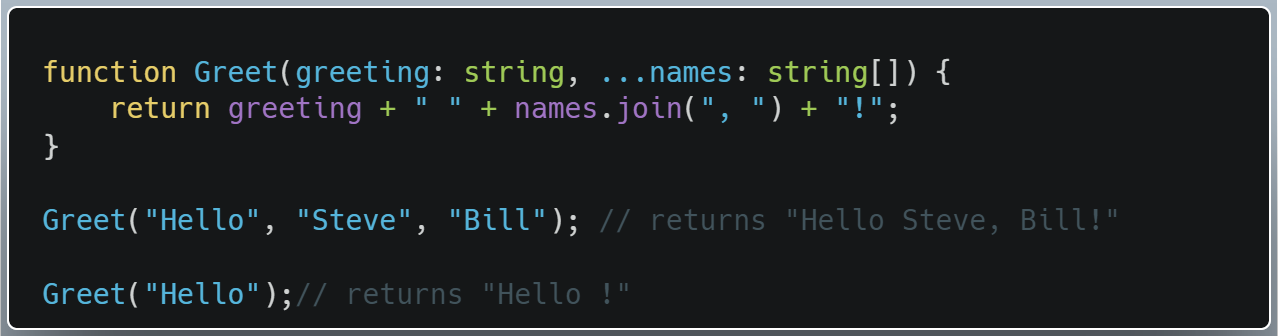 function Greet(greeting: string, ...names: string[]) {
    return greeting + " " + names.join(", ") + "!";
}
Greet("Hello", "Steve", "Bill"); // returns "Hello Steve, Bill!"
Greet("Hello");// returns "Hello !"